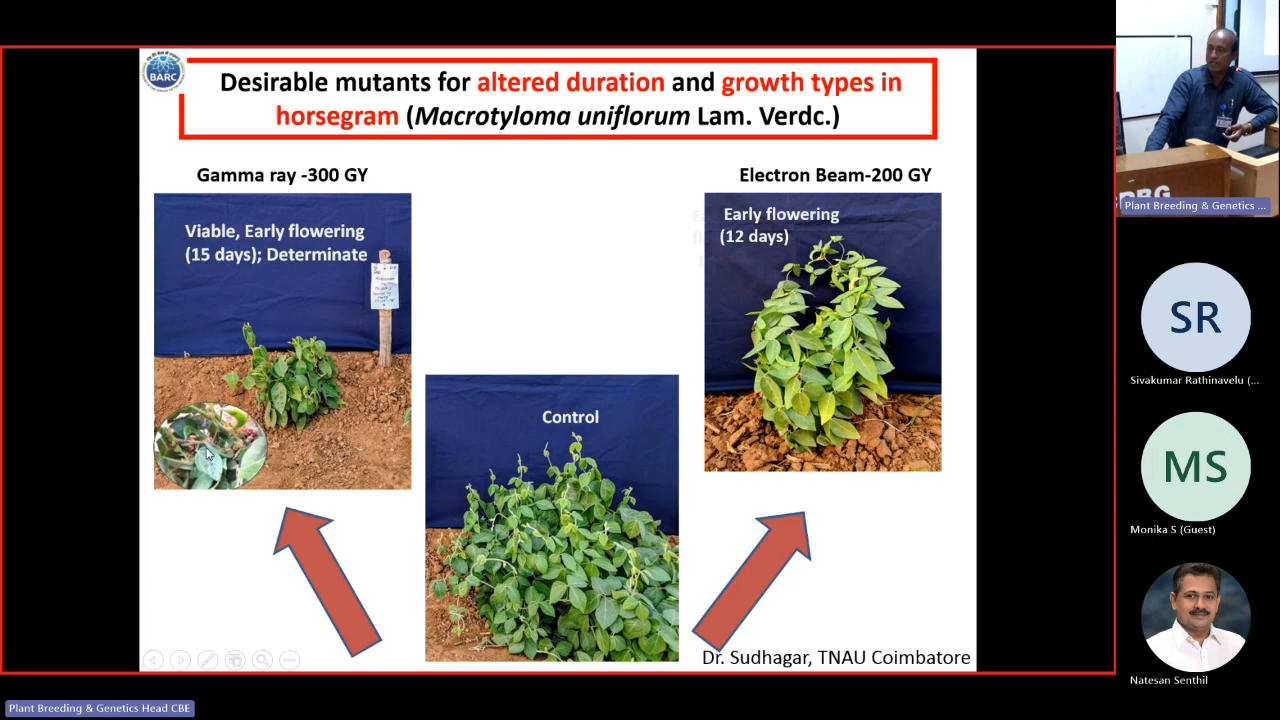 BARC
Desirable mutants for altered duration and growth types in
horsegram (Macrotyloma uniflorum Lam. Verdc.)
Gamma ray -300 GY
Viable, Early flowering
(15 days); Determinate
Electron Beam-200 GY
Early flowering
(12 days)
Control
Dr. Sudhagar, TNAU Coimbatore
Plant Breeding & Genetics Head CBE
Plant Breeding & Genetics ...
SR
Sivakumar Rathinavelu (...
MS
Monika S (Guest)
Natesan Senthil